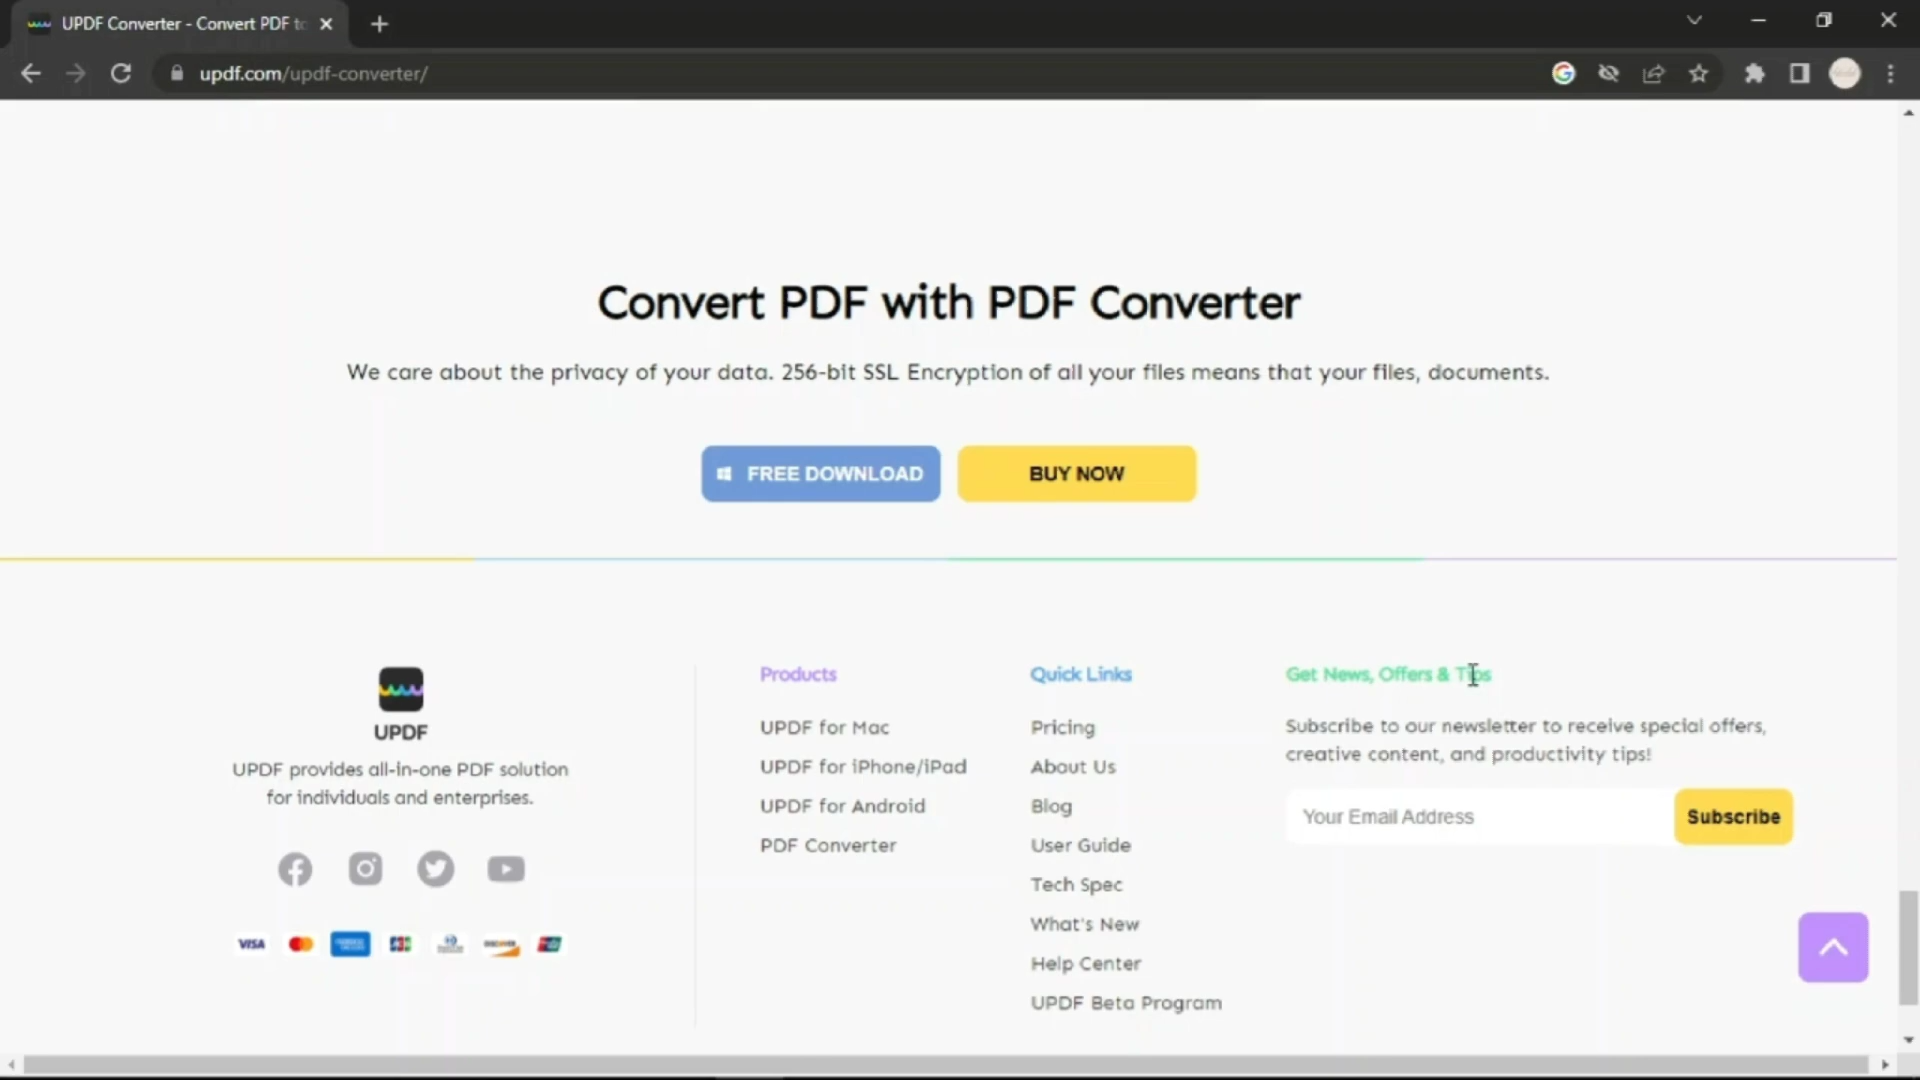 UPDF Converter - Convert PDF to
updf.com/updf-converter/
Convert PDF with PDF Converter
We care about the privacy of your data. 256-bit SSL Encryption of all your files means that your files, documents.
FREE DOWNLOAD
BUY NOW
UPDF
UPDF provides all-in-one PDF solution
for individuals and enterprises.
VISA
DISCOVER
Products
UPDF for Mac
UPDF for iPhone/iPad
UPDF for Android
PDF Converter
Quick Links
Pricing
About Us
Blog
User Guide
Tech Spec
What's New
Help Center
UPDF Beta Program
Get News, Offers & Tips
Subscribe to our newsletter to receive special offers,
creative content, and productivity tips!
Your Email Address
Subscribe